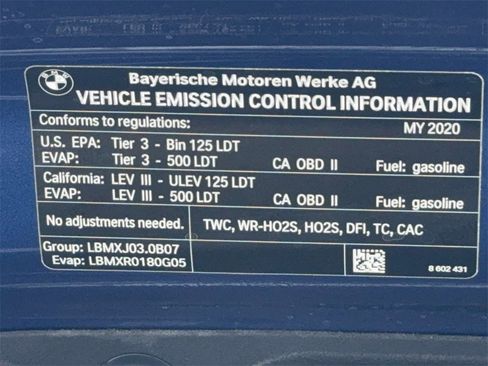 BMW
Bayerische Motoren Werke AG
VEHICLE EMISSION CONTROL INFORMATION
Conforms to regulations: MY 2020
U.S. EPA: Tier 3 - Bin 125 LDT
EVAP: Tier 3 - 500 LDT CA OBD II Fuel: gasoline
California: LEV III - ULEV 125 LDT
EVAP: LEV III - 500 LDT CA OBD II Fuel: gasoline
No adjustments needed. TWC, WR-HO2S, HO2S, DFI, TC, CAC
Group: LBMXJ03.0B07
Evap: LBMXR0180G05 8 602 431